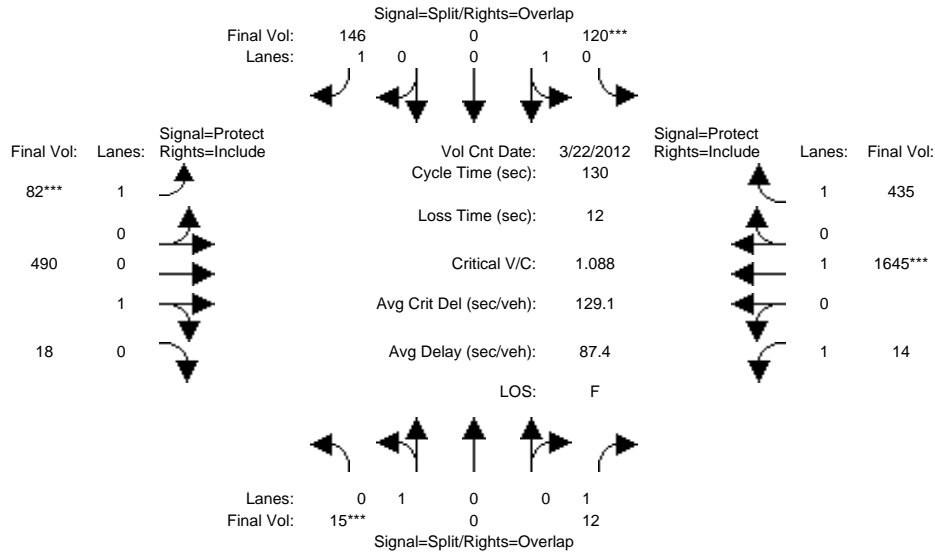 Signal=Split/Rights=Overlap
Final Vol: 146 0 120***
Lanes: 1 0 0 1 0
Signal=Protect Signal=Protect
Final Vol: Lanes: Rights=Include Vol Cnt Date: 3/22/2012 Rights=Include Lanes: Final Vol:
Cycle Time (sec): 130
82*** 1 1 435
Loss Time (sec): 12
0 0
490 0 Critical V/C: 1.088 1 1645***
1 Avg Crit Del (sec/veh): 129.1 0
18 0 Avg Delay (sec/veh): 87.4 1 14
LOS: F
Lanes: 0 1 0 0 1
Final Vol: 15*** 0 12
Signal=Split/Rights=Overlap